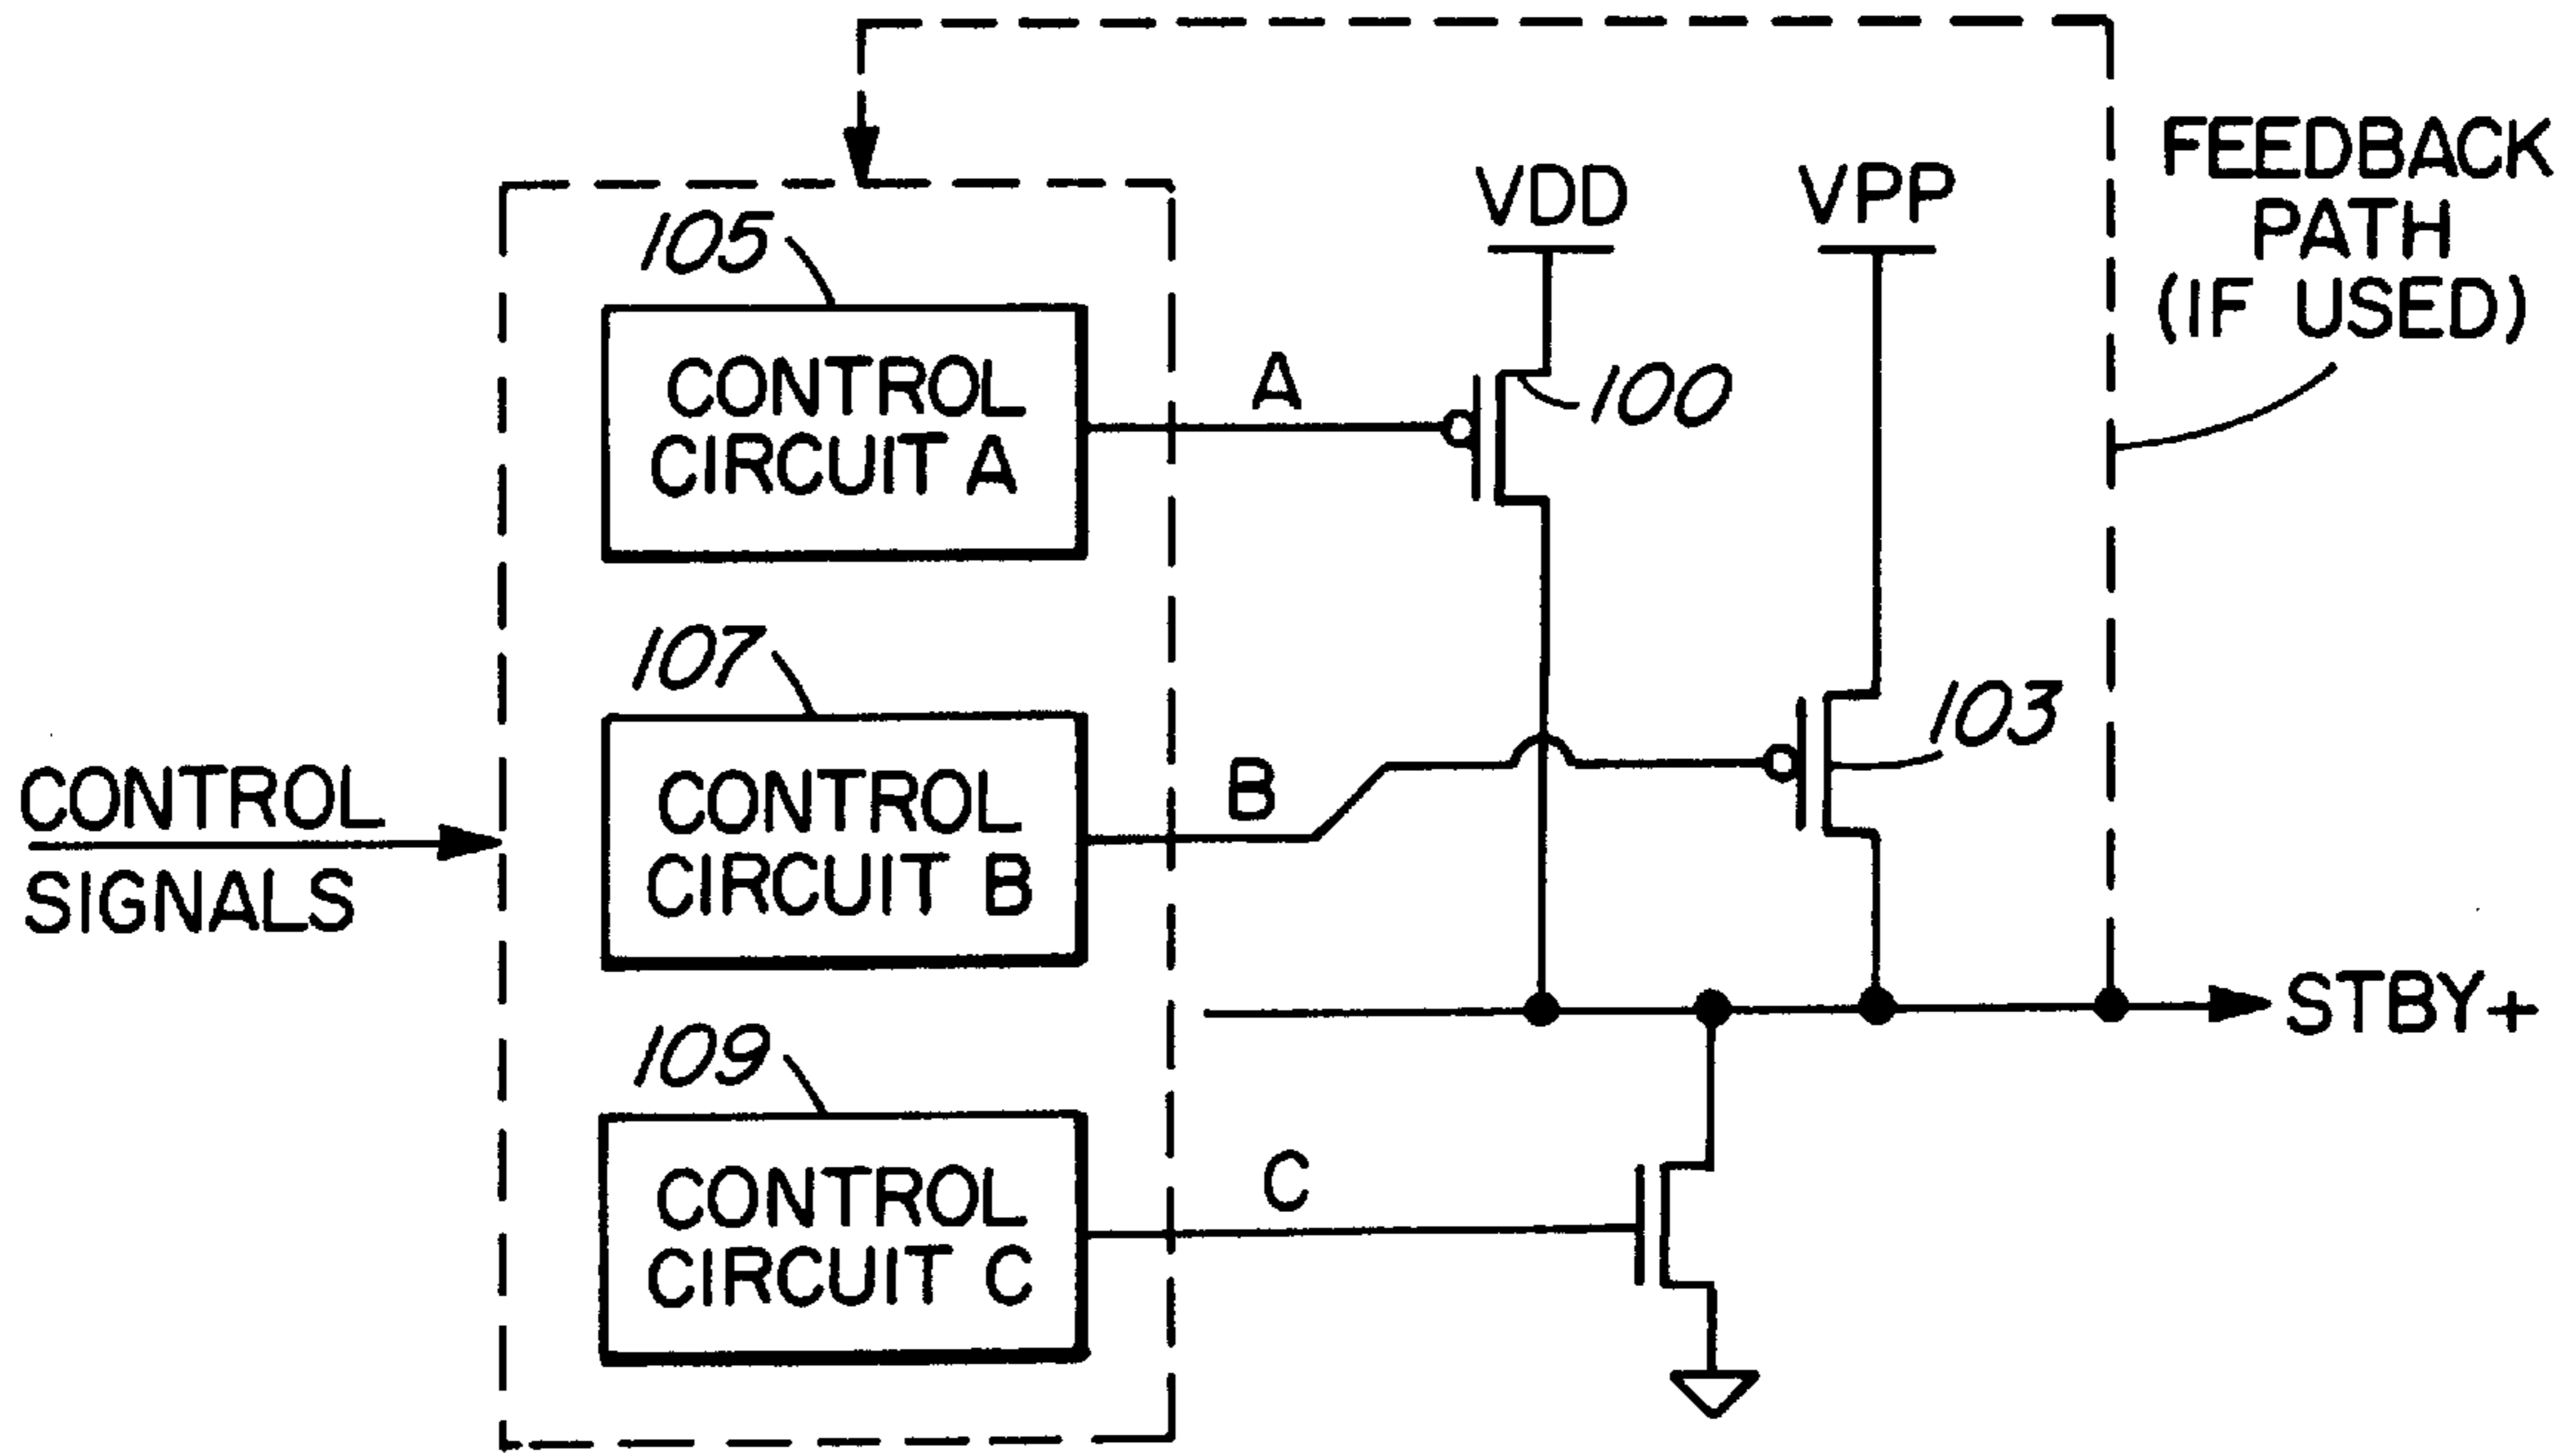 FEEDBACK
PATH
(IF USED)
VDD
VPP
105
CONTROL
CIRCUIT A
A
100
107
CONTROL
CIRCUIT B
B
103
CONTROL
SIGNALS
STBY+
109
CONTROL
CIRCUIT C
C